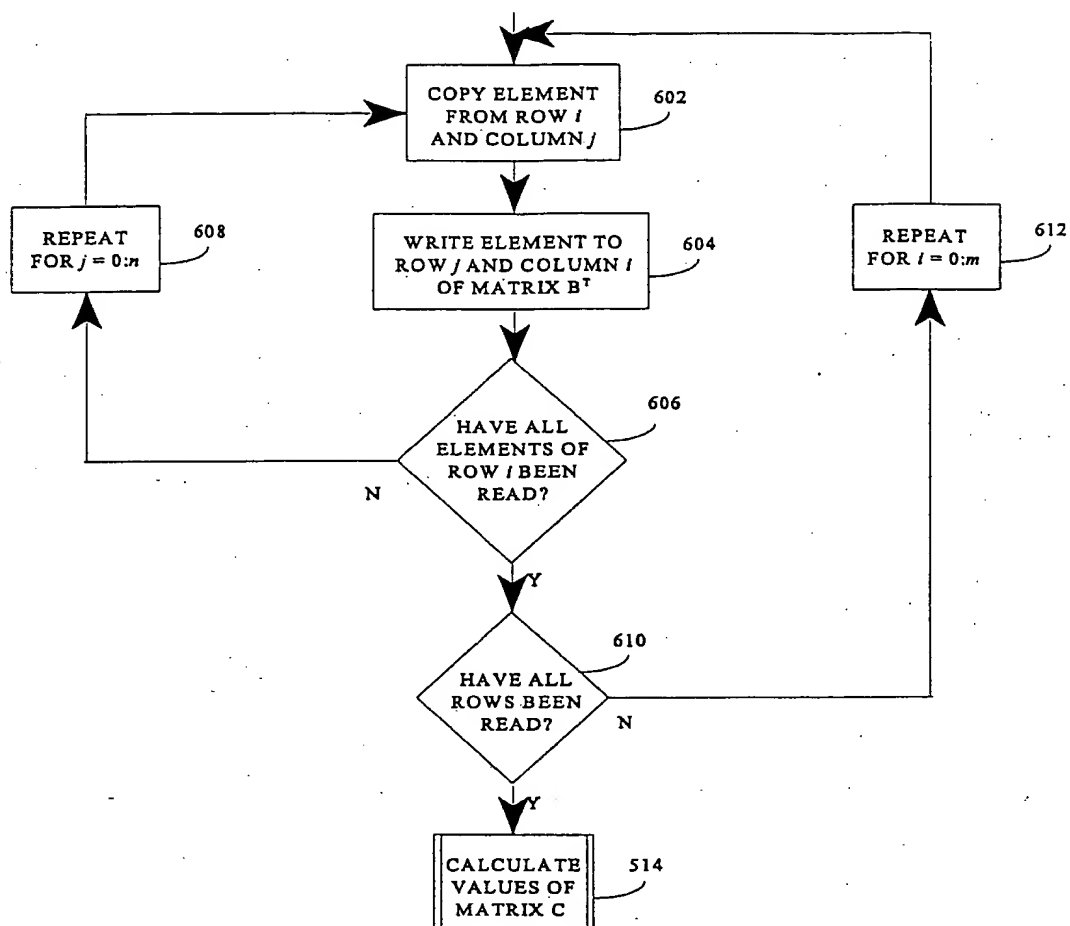 COPY ELEMENT
FROM ROW i
AND COLUMN j
602
REPEAT
FOR j = 0:n
608
WRITE ELEMENT TO
ROW j AND COLUMN i
OF MATRIX Bᵀ
604
REPEAT
FOR i = 0:m
612
HAVE ALL
ELEMENTS OF
ROW i BEEN
READ?
606
N
Y
HAVE ALL
ROWS BEEN
READ?
610
N
Y
CALCULATE
VALUES OF
MATRIX C
514